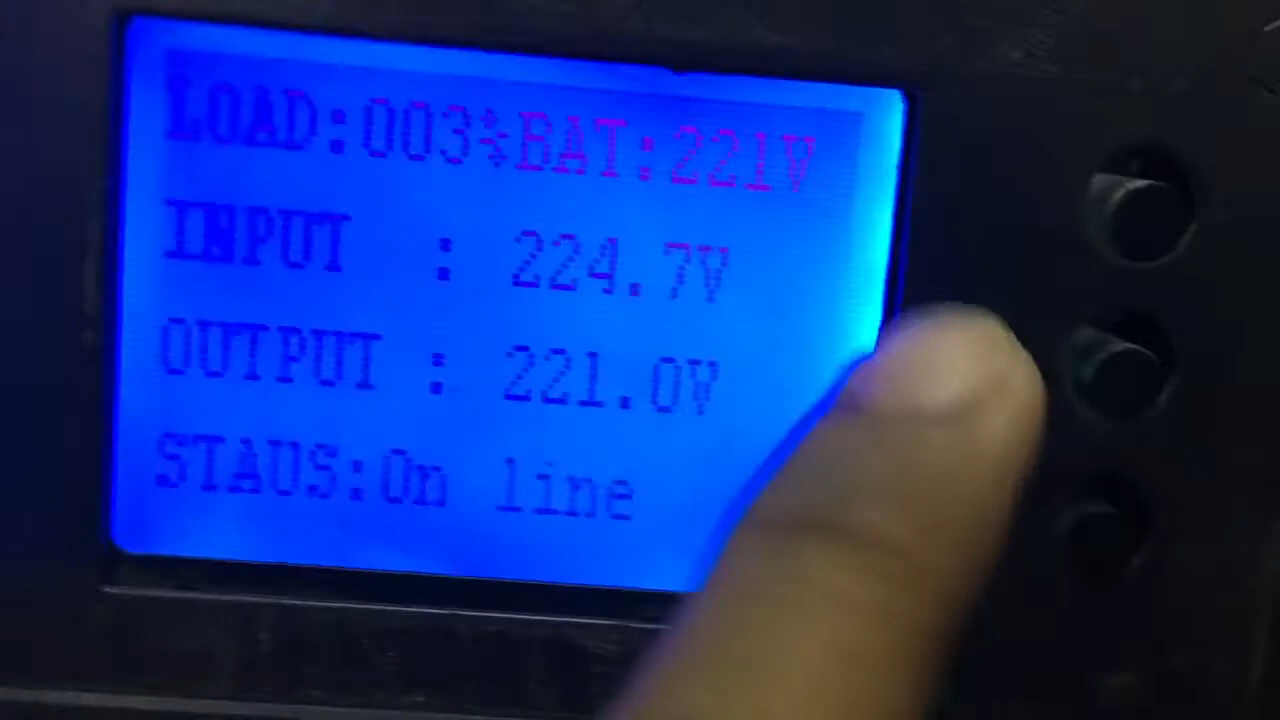 LOAD:003%BAT:221V
INPUT : 224.7V
OUTPUT : 221.0V
STAUS:On line